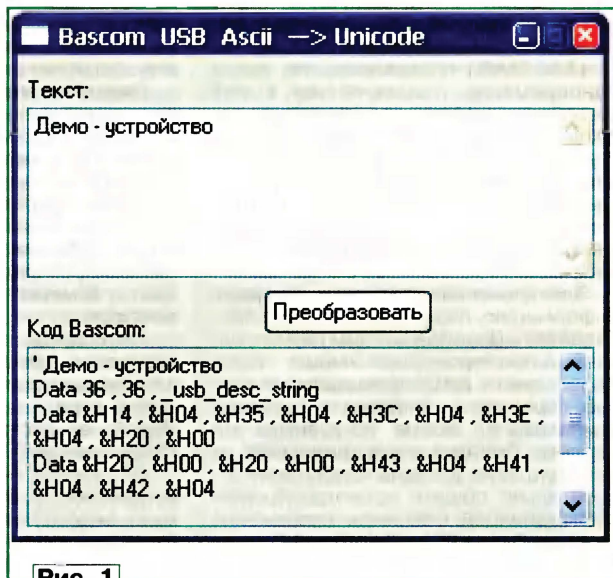 Bascom USB Ascii —> Unicode
Текст:
Демо - устройство
Преобразовать
Код Bascom:
' Демо - устройство
Data 36 , 36 , _usb_desc_string
Data &H14 , &H04 , &H35 , &H04 , &H3C , &H04 , &H3E ,
&H04 , &H20 , &H00
Data &H2D , &H00 , &H20 , &H00 , &H43 , &H04 , &H41 ,
&H04 , &H42 , &H04
Рис. 1